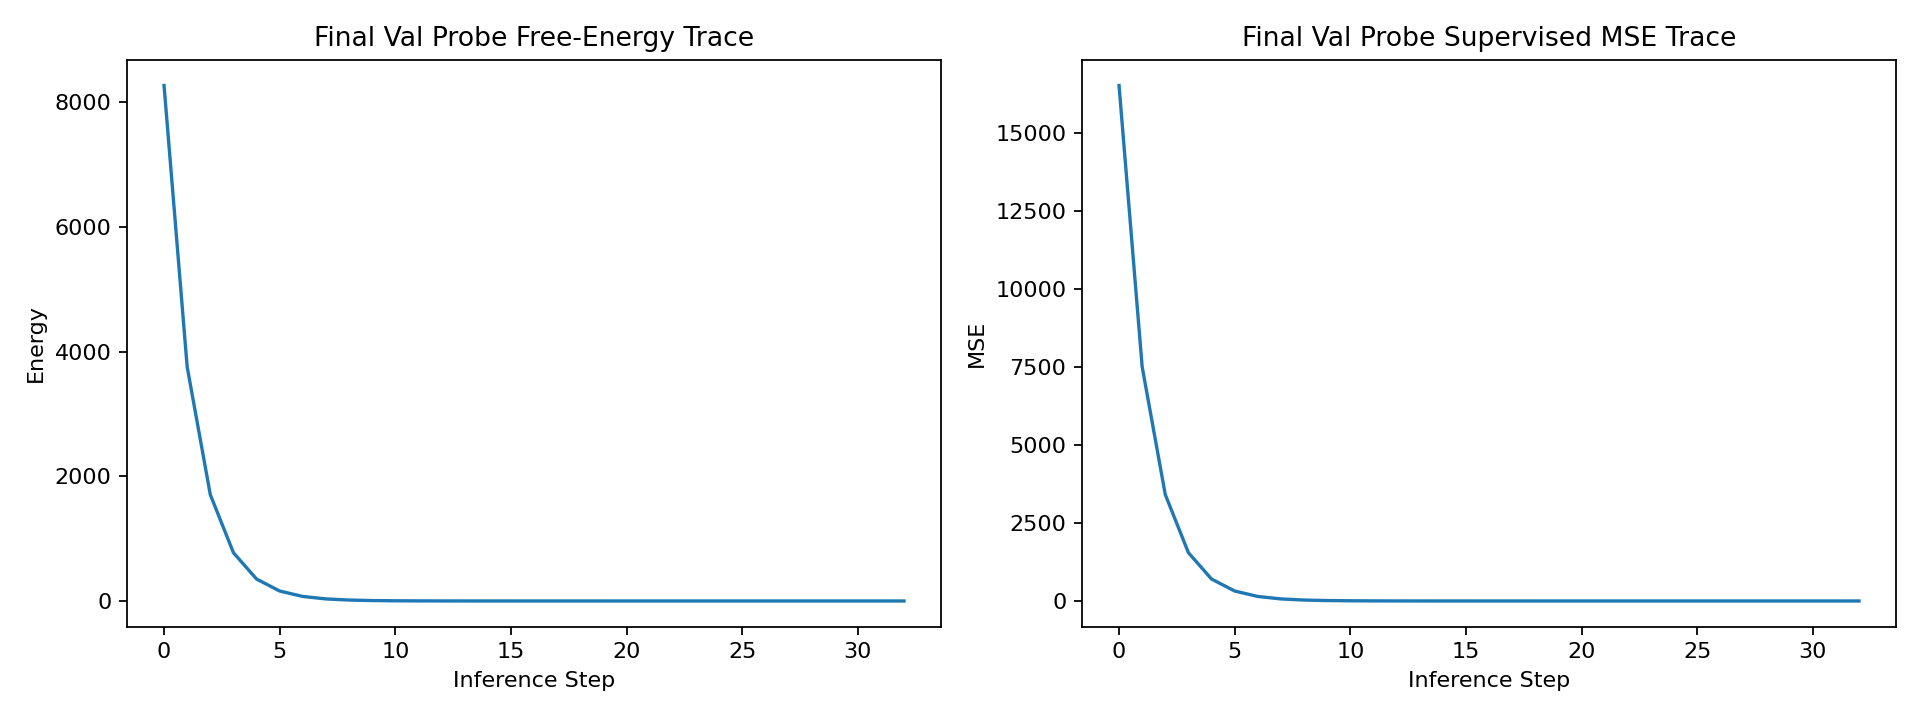 Final Val Probe Free-Energy Trace
Energy
8000
6000
4000
2000
0
0 5 10 15 20 25 30
Inference Step
Final Val Probe Supervised MSE Trace
MSE
15000
12500
10000
7500
5000
2500
0
0 5 10 15 20 25 30
Inference Step